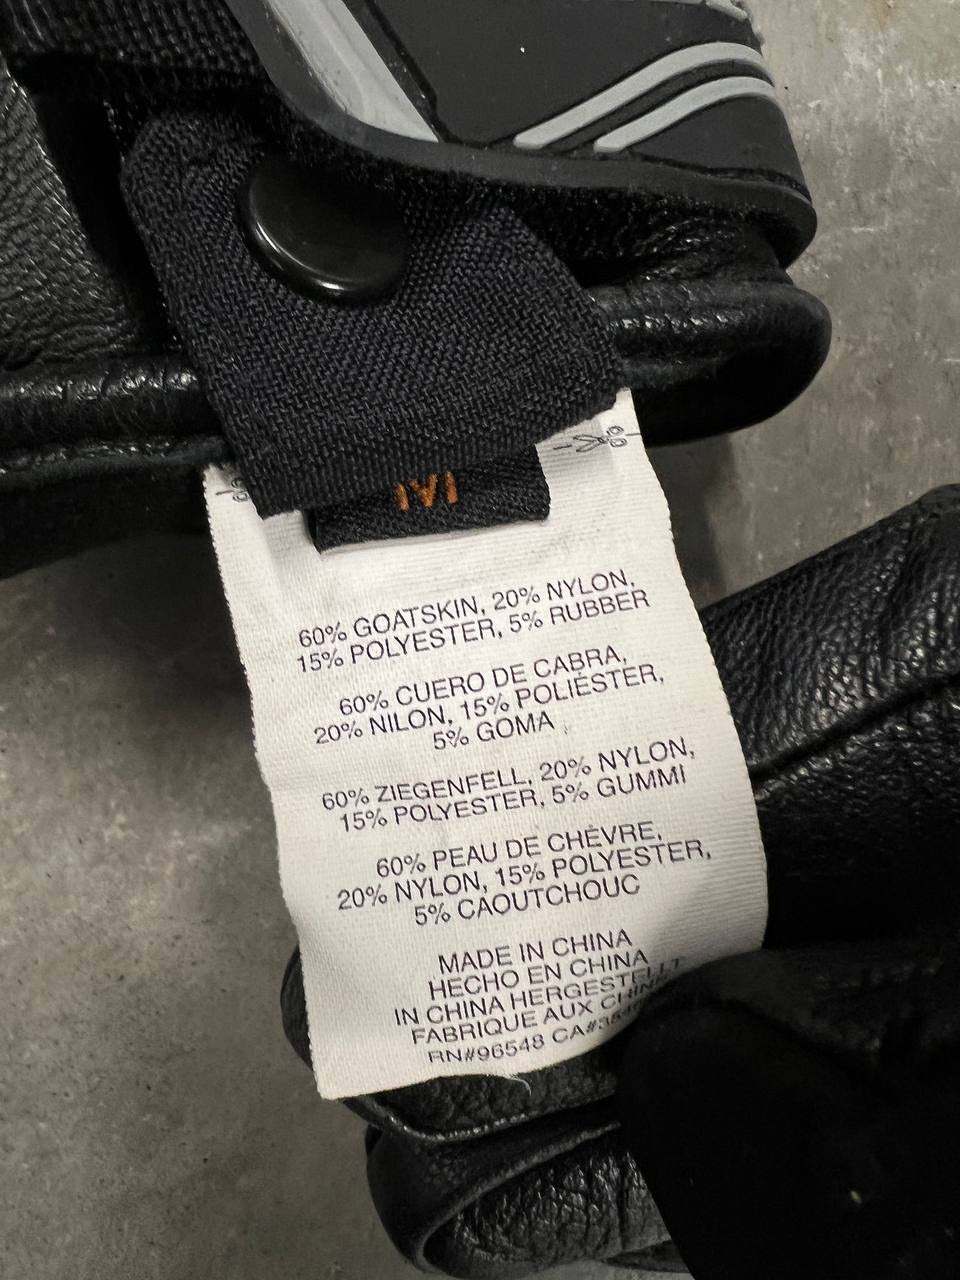 60% GOATSKIN, 20% NYLON,
15% POLYESTER, 5% RUBBER
60% CUERO DE CABRA,
20% NILON, 15% POLIÉSTER,
5% GOMA
60% ZIEGENFELL, 20% NYLON,
15% POLYESTER, 5% GUMMI
60% PEAU DE CHÈVRE,
20% NYLON, 15% POLYESTER,
5% CAOUTCHOUC
MADE IN CHINA
HECHO EN CHINA
IN CHINA HERGESTELLT
FABRIQUE AUX
RN#96548